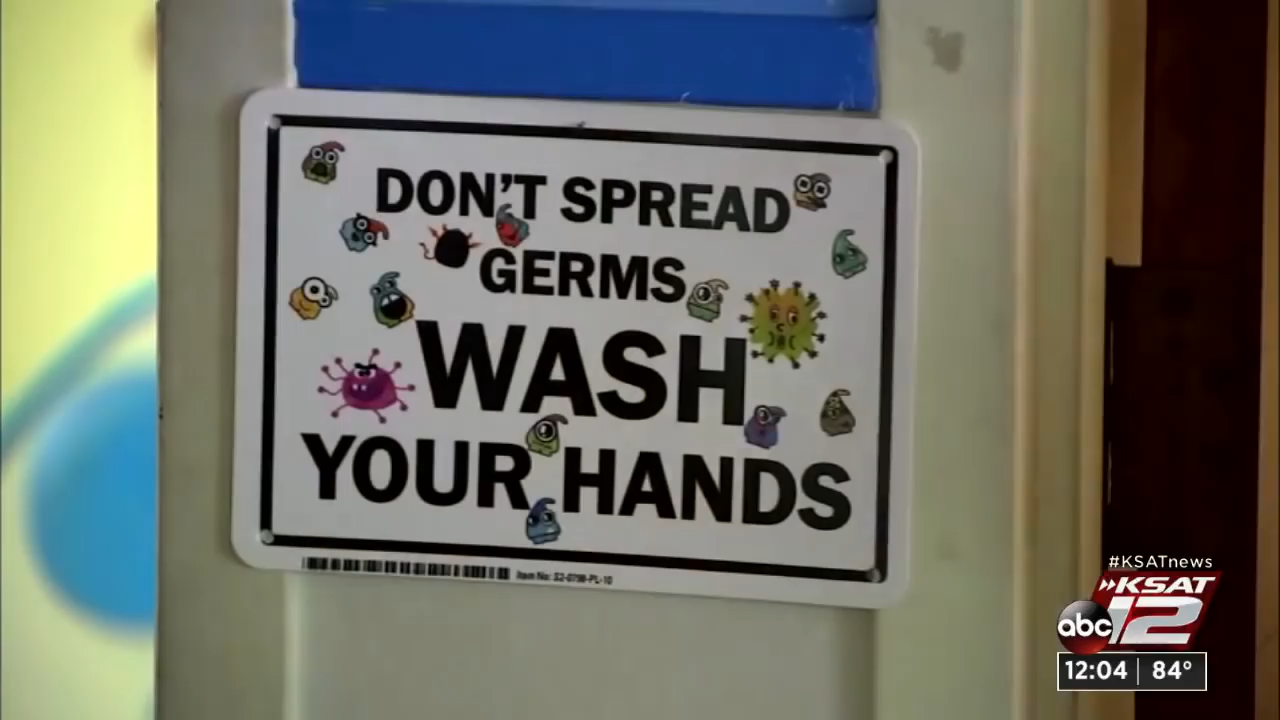 DON'T SPREAD
GERMS
WASH
YOUR HANDS
Item No: S2-0798-PL-10
#KSATnews
KSAT
abc 12
12:04 84°